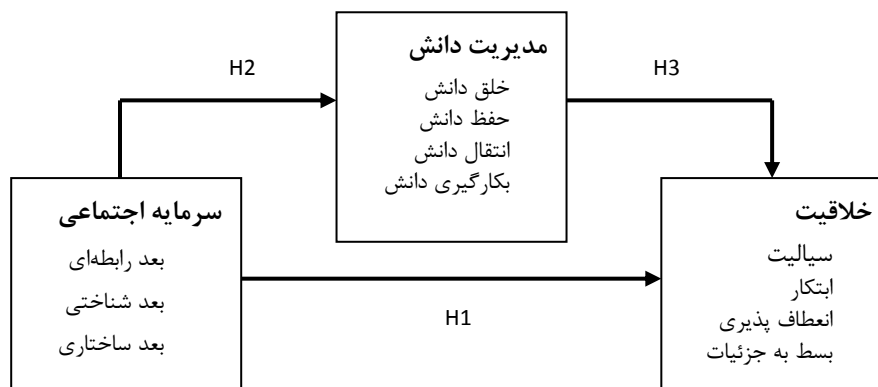 مدیریت دانش
خلق دانش
حفظ دانش
انتقال دانش
بکارگیری دانش
H2
H3
سرمایه اجتماعی
بعد رابطه‌ای
بعد شناختی
بعد ساختاری
خلاقیت
سیالیت
ابتکار
انعطاف پذیری
بسط به جزئیات
H1